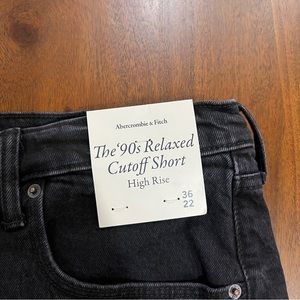 Abercrombie & Fitch
The '90s Relaxed
Cutoff Short
High Rise
36
22